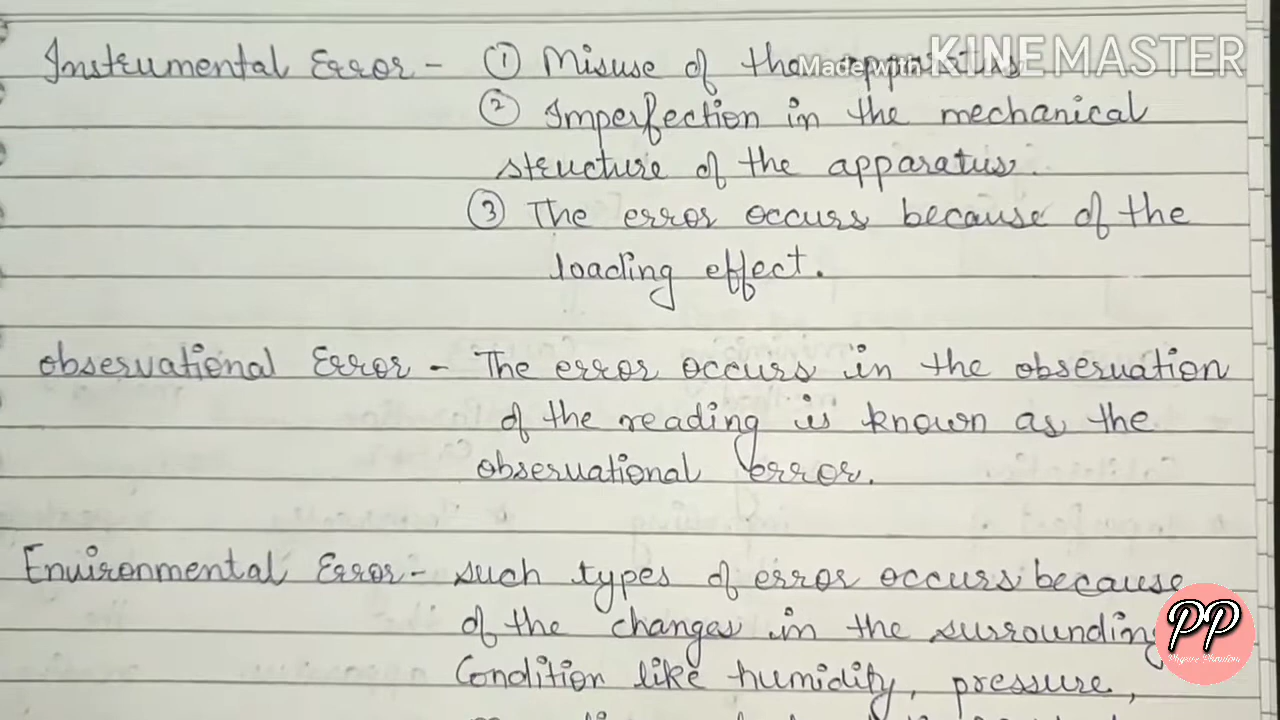 Instrumental Error - ① Misuse of the apparatus
Made with KINEMASTER
② Imperfection in the mechanical
structure of the apparatus.
③ The error occurs because of the
loading effect.
Observational Error - The error occurs in the observation
of the reading is known as the
observational error.
Environmental Error - such types of error occurs because
of the changes in the surrounding
Condition like humidity, pressure,
PP